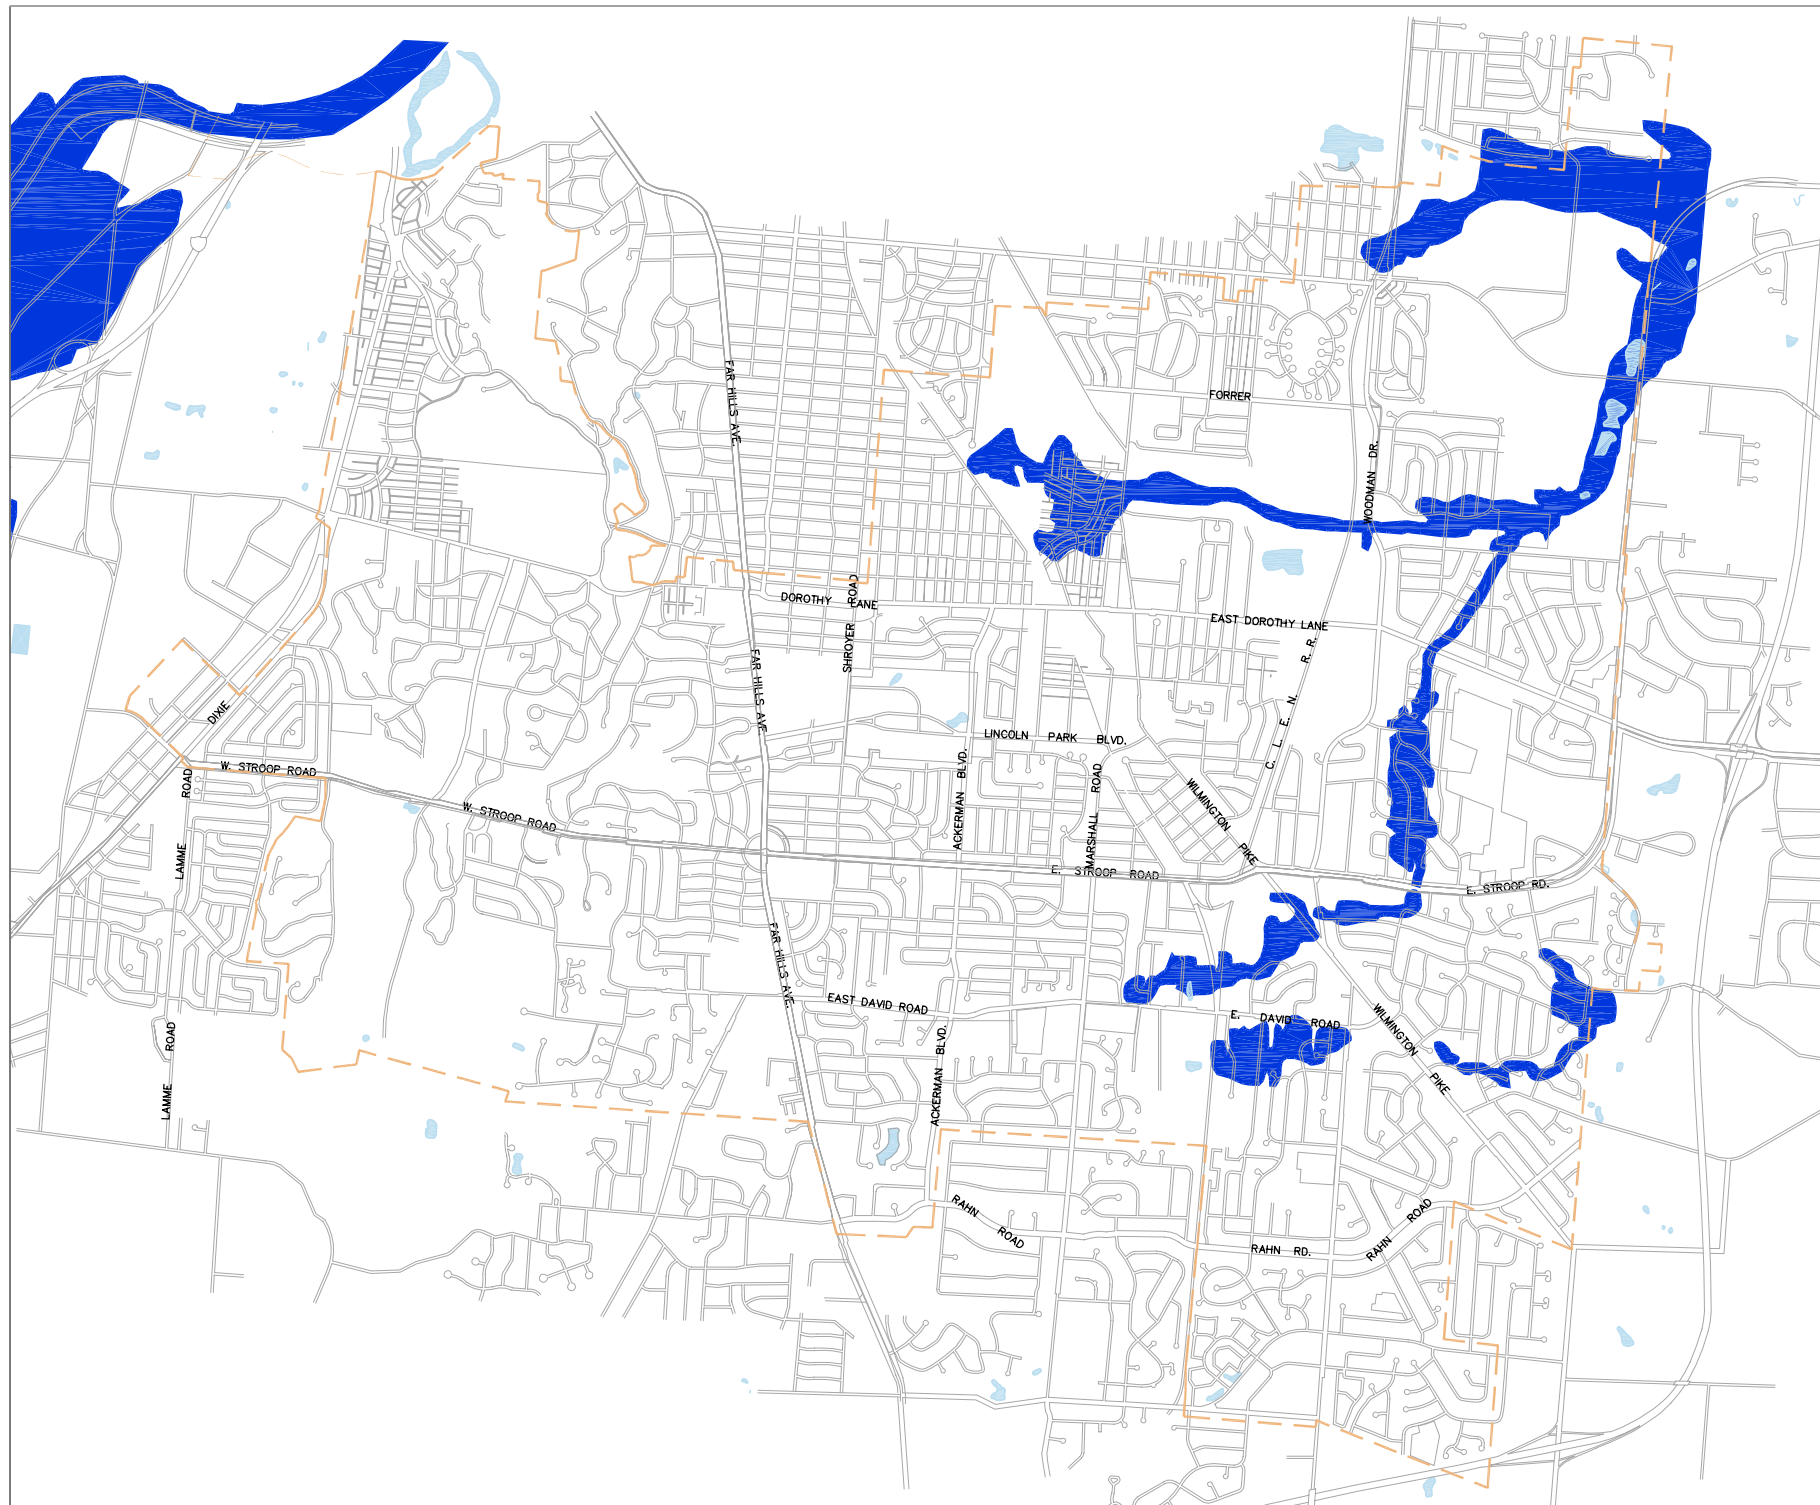 FAR HILLS AVE.
FORRER
WOODMAN DR.
DOROTHY LANE
SHROYER ROAD
EAST DOROTHY LANE
C. L. E. N. R. R.
FAR HILLS AVE.
DIXIE
LINCOLN PARK BLVD.
W. STROOP ROAD
LAMME ROAD
W. STROOP ROAD
ACKERMAN BLVD.
MARSHALL ROAD
WILMINGTON PIKE
E. STROOP ROAD
E. STROOP RD.
FAR HILLS AVE.
EAST DAVID ROAD
E. DAVID ROAD
WILMINGTON PIKE
LAMME ROAD
ACKERMAN BLVD.
RAHN ROAD
RAHN RD.
RAHN ROAD